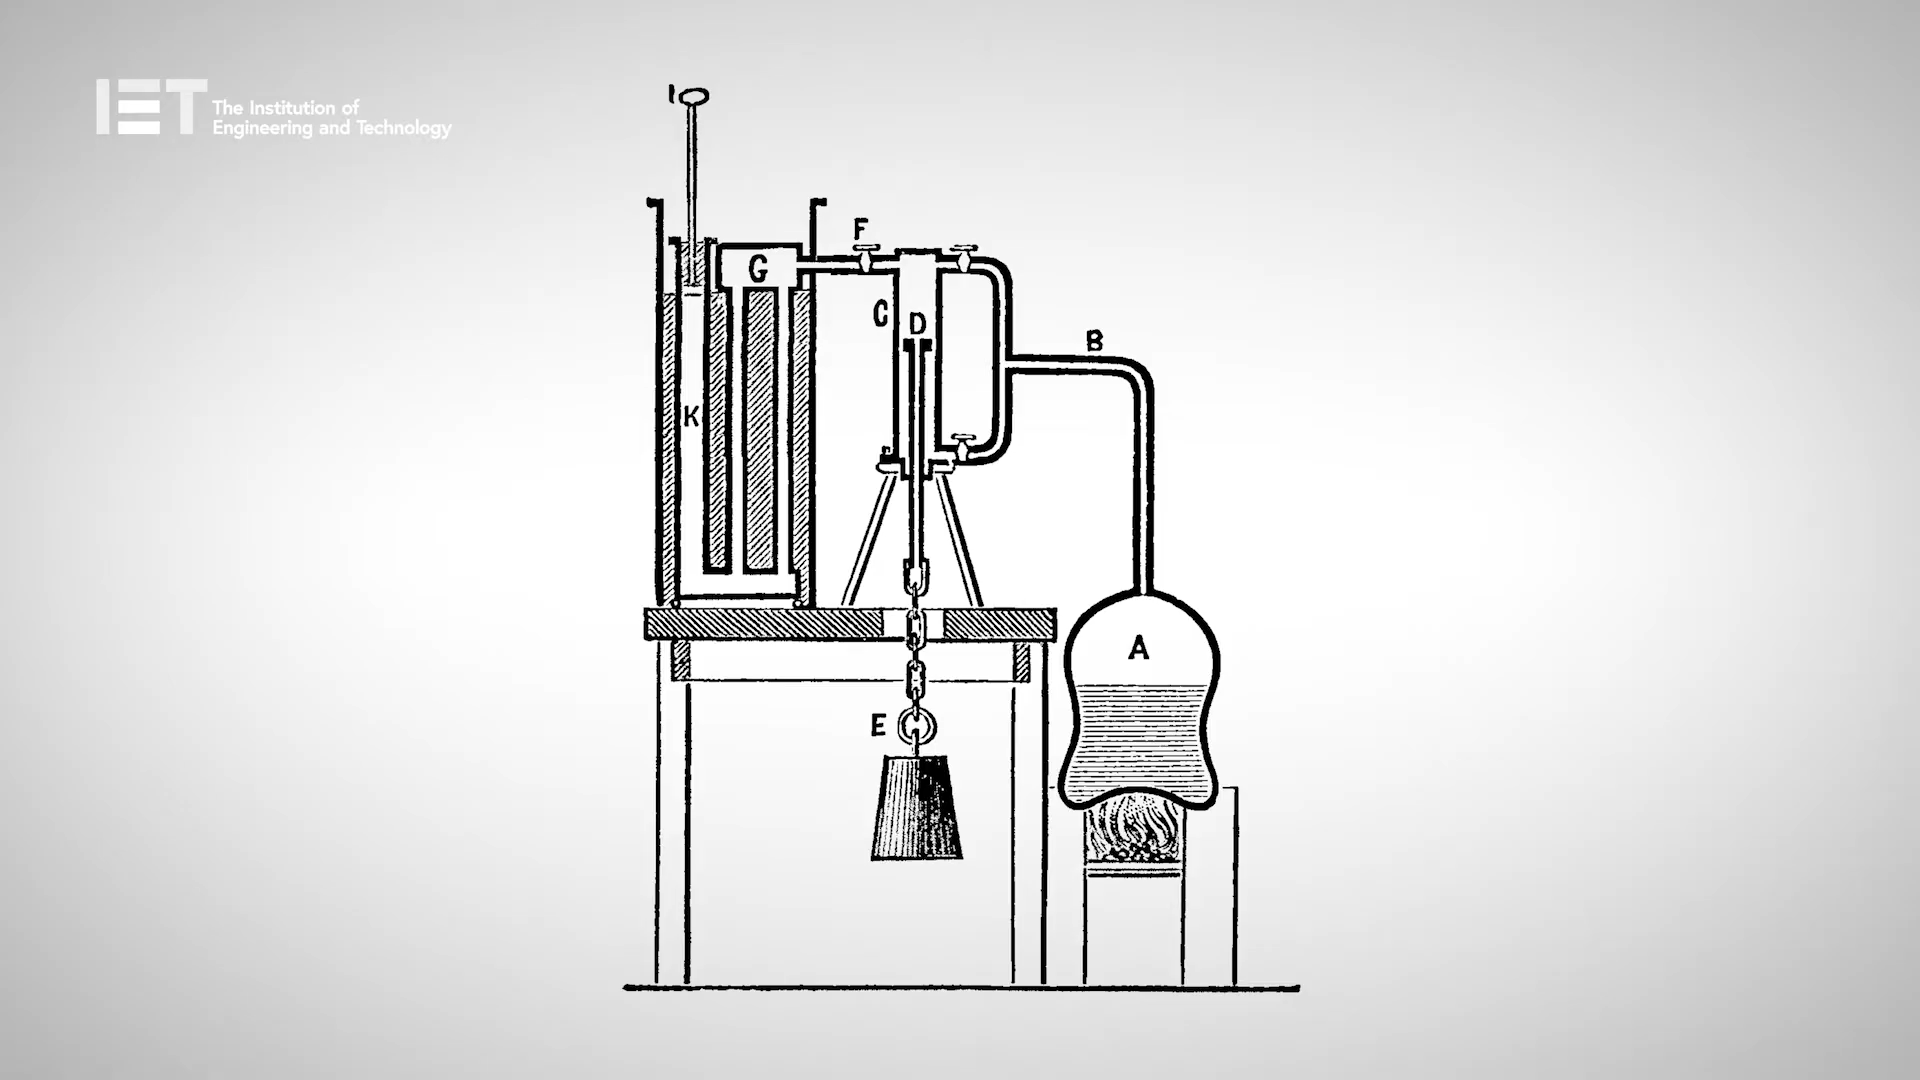 IET
The Institution of
Engineering and Technology
I
F
G
C
D
B
K
A
E